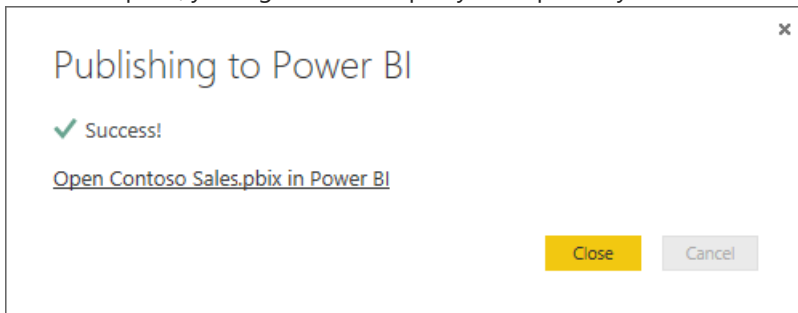 Publishing to Power BI
Success!
Open Contoso Sales.pbix in Power BI
Close Cancel